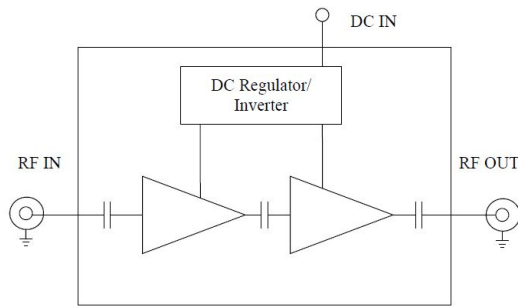 DC IN
DC Regulator/
Inverter
RF IN
RF OUT